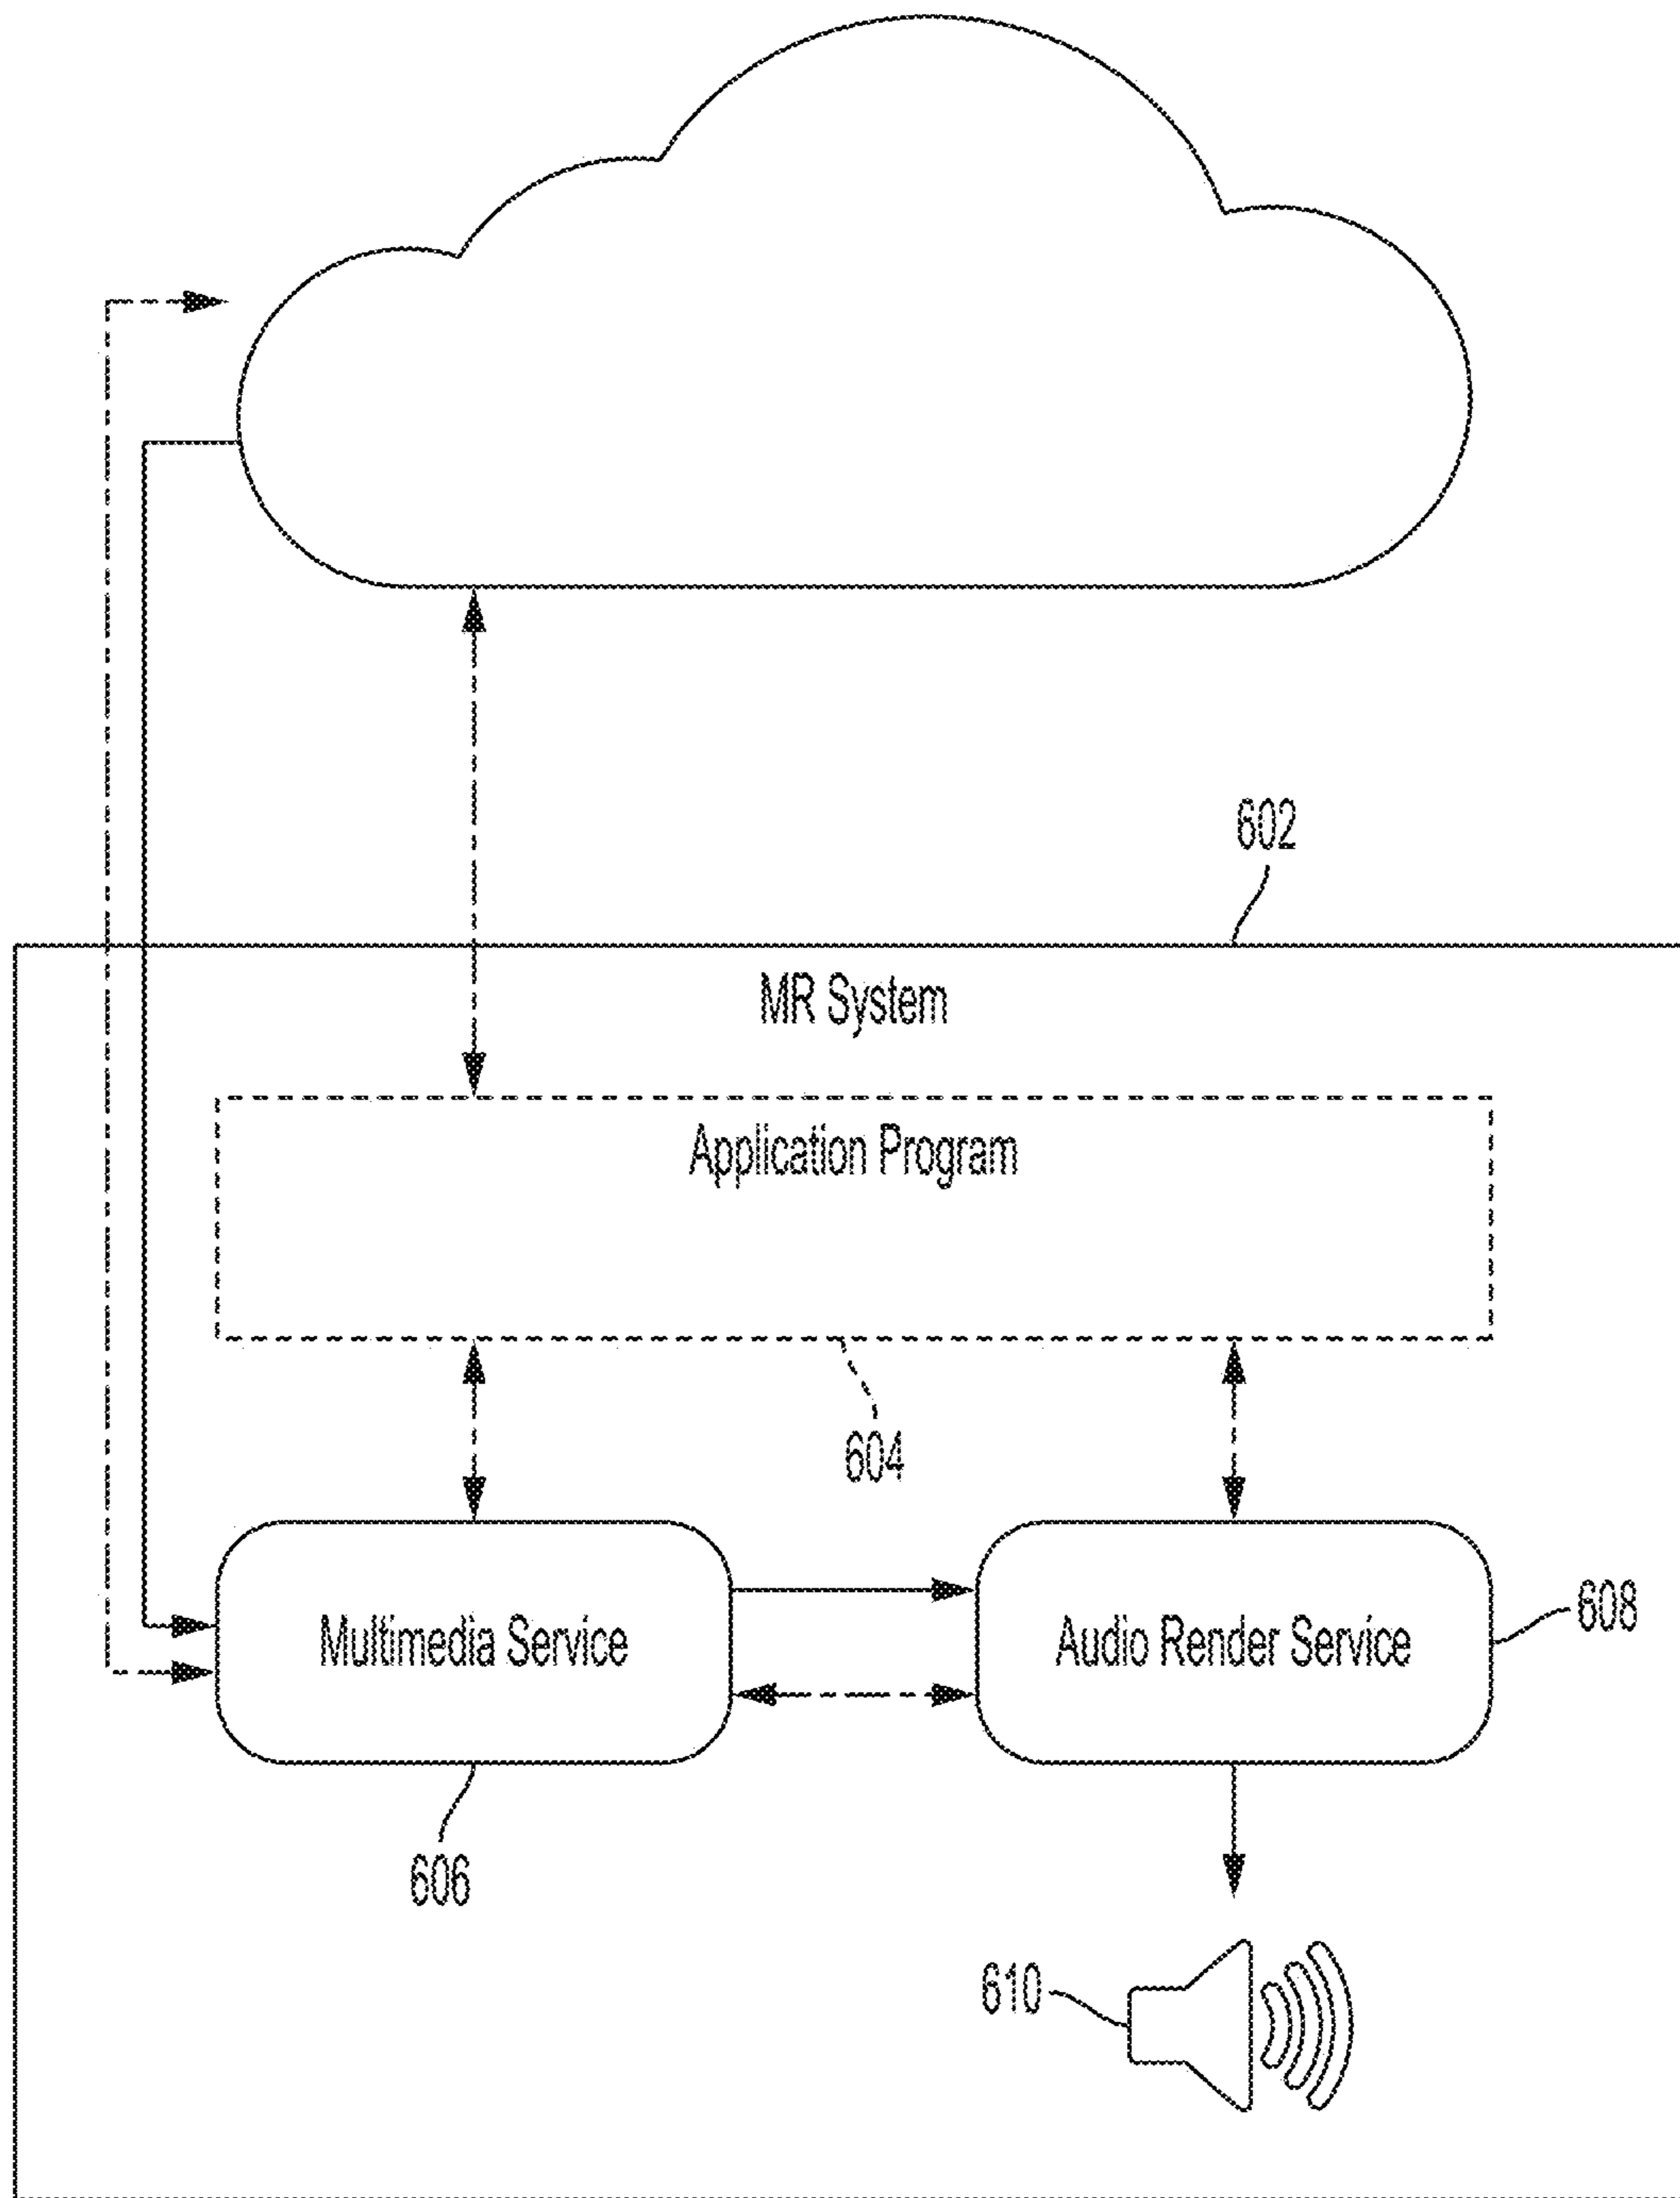 602
MR System
Application Program
604
Multimedia Service
Audio Render Service
608
606
610